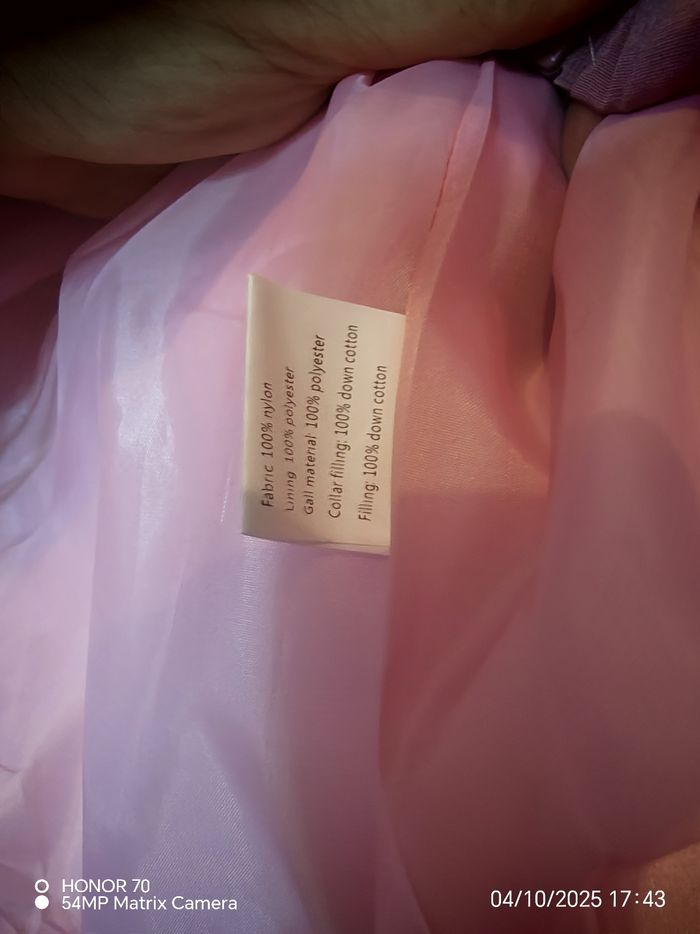 Fabric 100% nylon
Lining 100% polyester
Gall material 100% polyester
Collar filling: 100% down cotton
Filling: 100% down cotton
HONOR 70
54MP Matrix Camera
04/10/2025 17:43